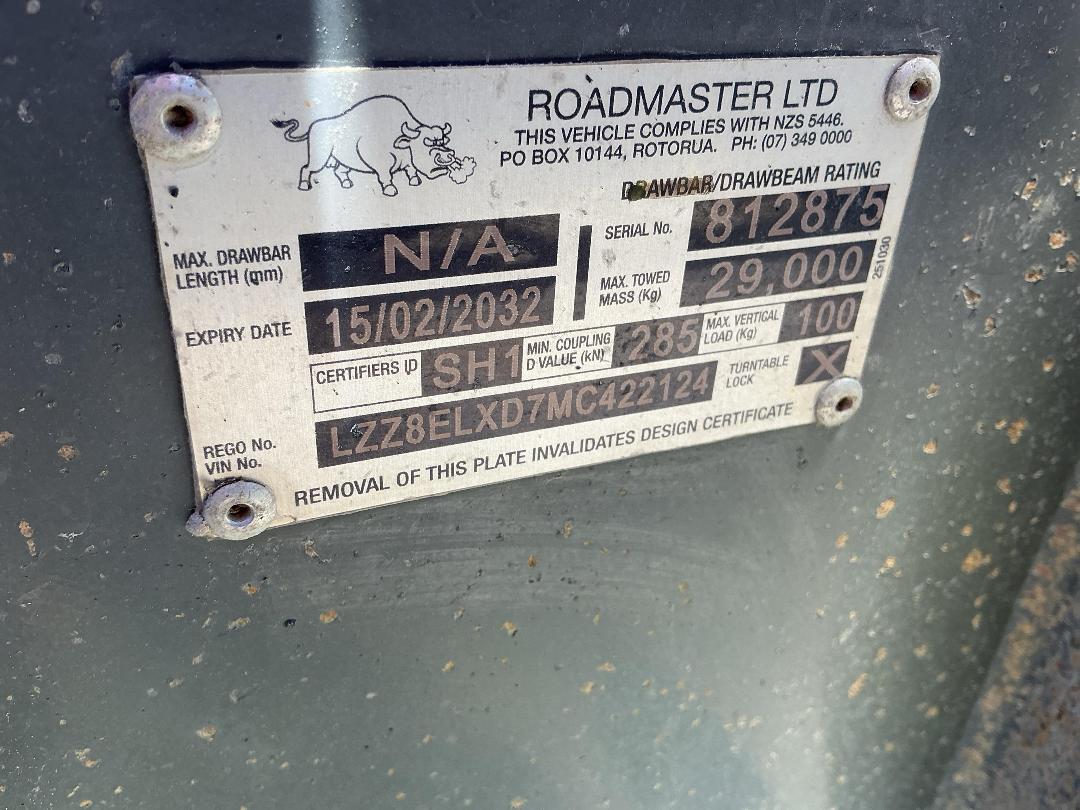 ROADMASTER LTD
THIS VEHICLE COMPLIES WITH NZS 5446.
PO BOX 10144, ROTORUA. PH: (07) 349 0000
DRAWBAR/DRAWBEAM RATING
MAX. DRAWBAR
LENGTH (mm)
N/A
SERIAL No.
812875
EXPIRY DATE
15/02/2032
MAX. TOWED
MASS (Kg)
29,000
251030
CERTIFIERS ID
SH1
MIN. COUPLING
D VALUE (kN)
285
MAX. VERTICAL
LOAD (Kg)
100
REGO No.
VIN No.
LZZ8ELXD7MC422124
TURNTABLE
LOCK
X
REMOVAL OF THIS PLATE INVALIDATES DESIGN CERTIFICATE